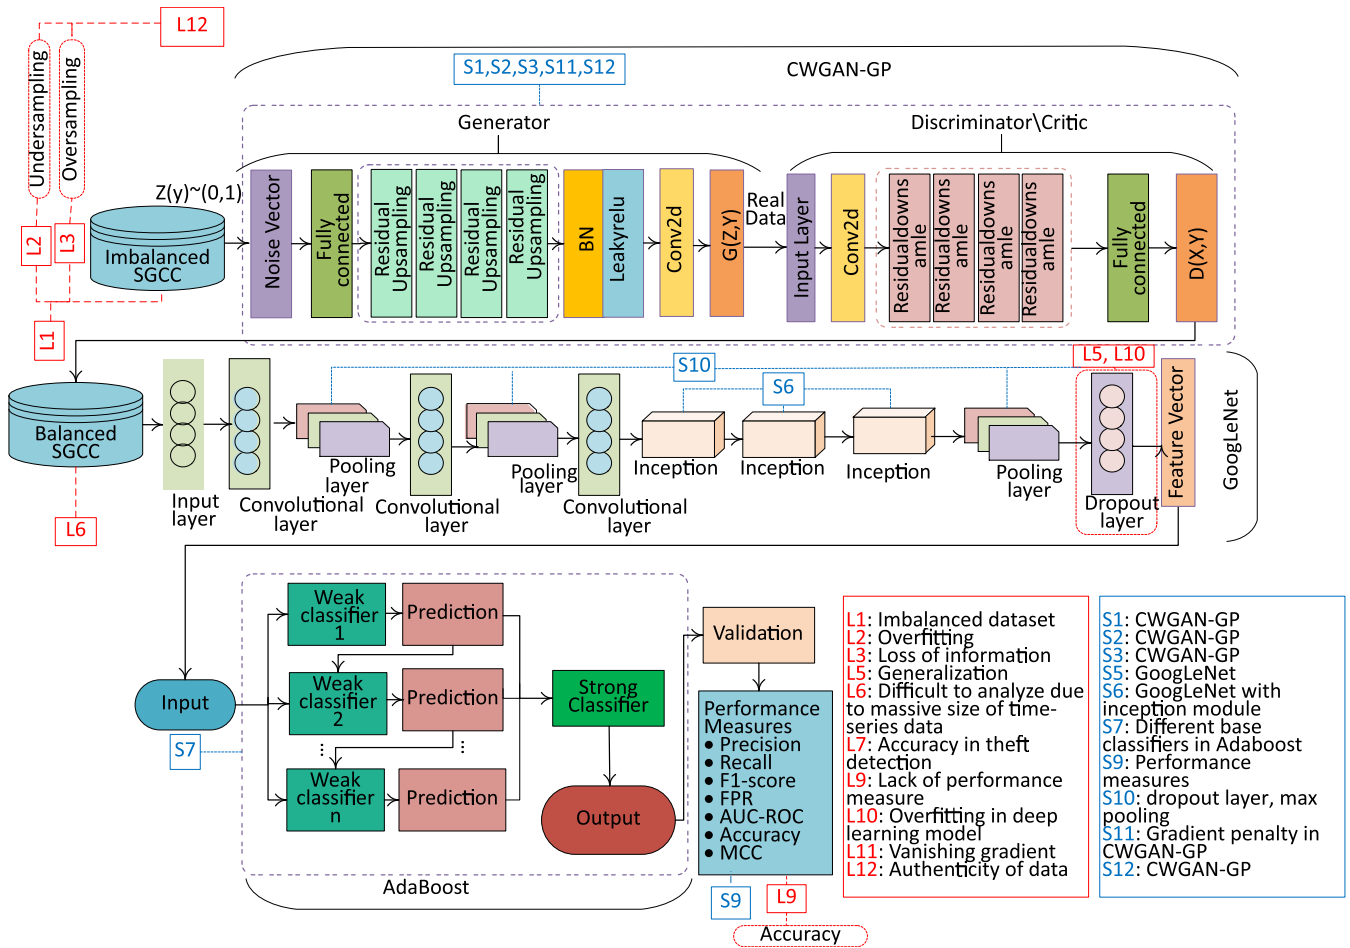 L12
Undersampling
Oversampling
L2
L3
L1
S1,S2,S3,S11,S12
CWGAN-GP
Generator
Discriminator\Critic
Z(y)~(0,1)
Imbalanced
SGCC
Noise Vector
Fully
connected
Residual
Upsampling
Residual
Upsampling
Residual
Upsampling
Residual
Upsampling
BN
Leakyrelu
Conv2d
G(Z,Y)
Real
Data
Input Layer
Conv2d
Residualdowns
amle
Residualdowns
amle
Residualdowns
amle
Residualdowns
amle
Fully
connected
D(X,Y)
Balanced
SGCC
L6
Input
layer
Convolutional
layer
Pooling
layer
Convolutional
layer
Pooling
layer
Convolutional
layer
S10
S6
Inception
Inception
Inception
Pooling
layer
L5, L10
Dropout
layer
Feature Vector
GoogLeNet
Input
S7
Weak
classifier
1
Prediction
Weak
classifier
2
Prediction
...
...
Weak
classifier
n
Prediction
Strong
Classifier
Output
AdaBoost
Validation
Performance
Measures
• Precision
• Recall
• F1-score
• FPR
• AUC-ROC
• Accuracy
• MCC
S9
L9
Accuracy
L1: Imbalanced dataset
L2: Overfitting
L3: Loss of information
L5: Generalization
L6: Difficult to analyze due
to massive size of time-
series data
L7: Accuracy in theft
detection
L9: Lack of performance
measure
L10: Overfitting in deep
learning model
L11: Vanishing gradient
L12: Authenticity of data
S1: CWGAN-GP
S2: CWGAN-GP
S3: CWGAN-GP
S5: GoogLeNet
S6: GoogLeNet with
inception module
S7: Different base
classifiers in Adaboost
S9: Performance
measures
S10: dropout layer, max
pooling
S11: Gradient penalty in
CWGAN-GP
S12: CWGAN-GP